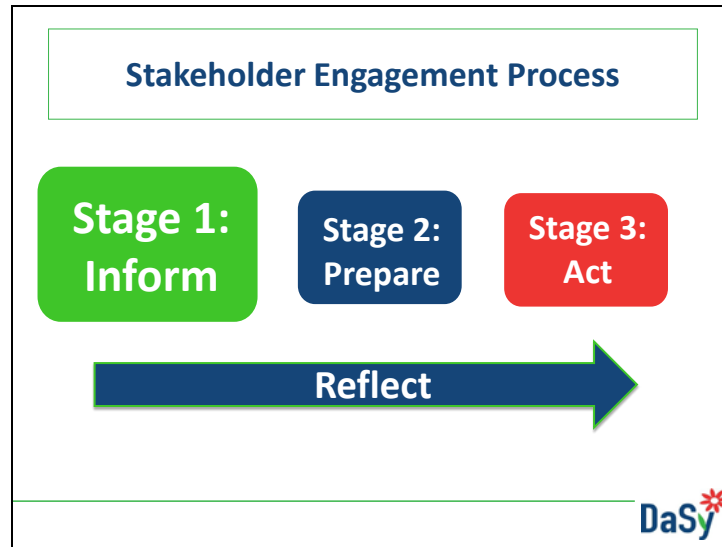 Stakeholder Engagement Process
Stage 1:
Inform
Stage 2:
Prepare
Stage 3:
Act
Reflect
DaSy